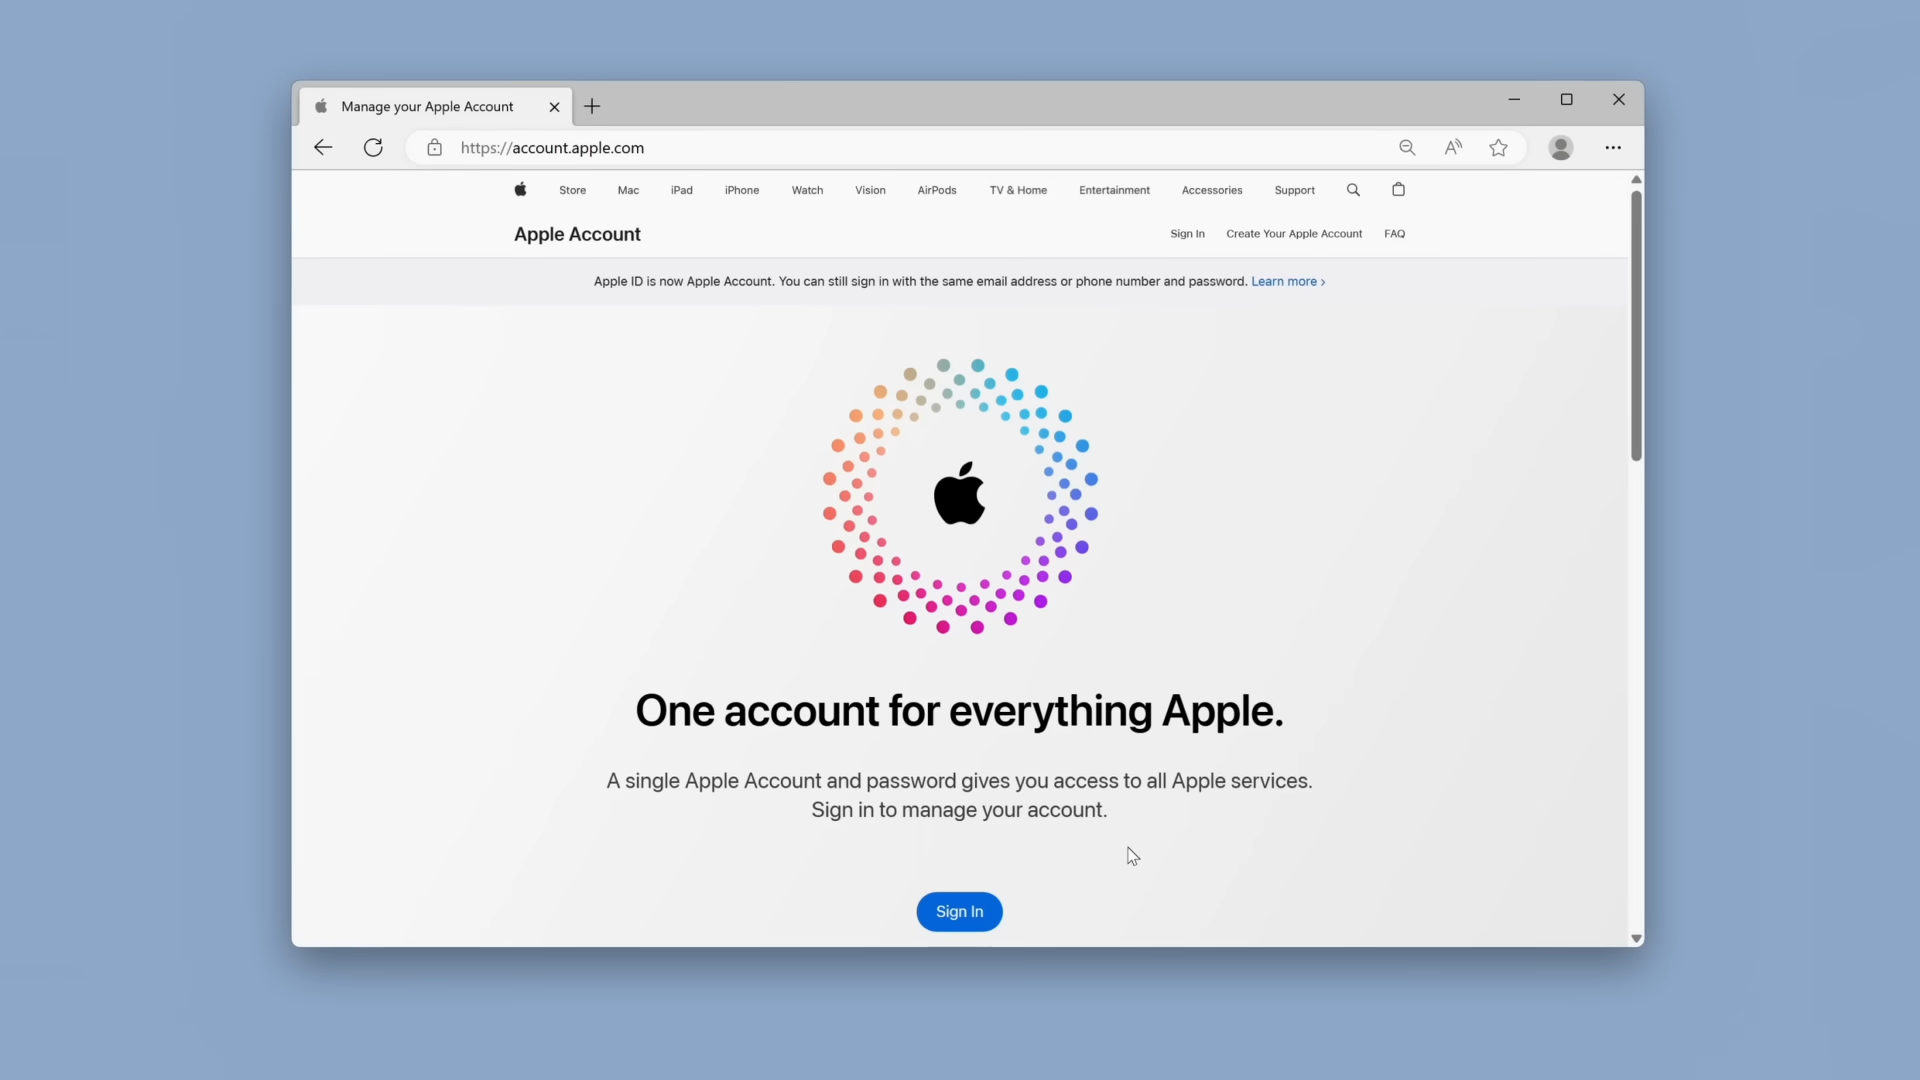 Manage your Apple Account
https://account.apple.com
Store Mac iPad iPhone Watch Vision AirPods TV & Home Entertainment Accessories Support
Apple Account
Sign In Create Your Apple Account FAQ
Apple ID is now Apple Account. You can still sign in with the same email address or phone number and password. Learn more >
One account for everything Apple.
A single Apple Account and password gives you access to all Apple services.
Sign in to manage your account.
Sign In